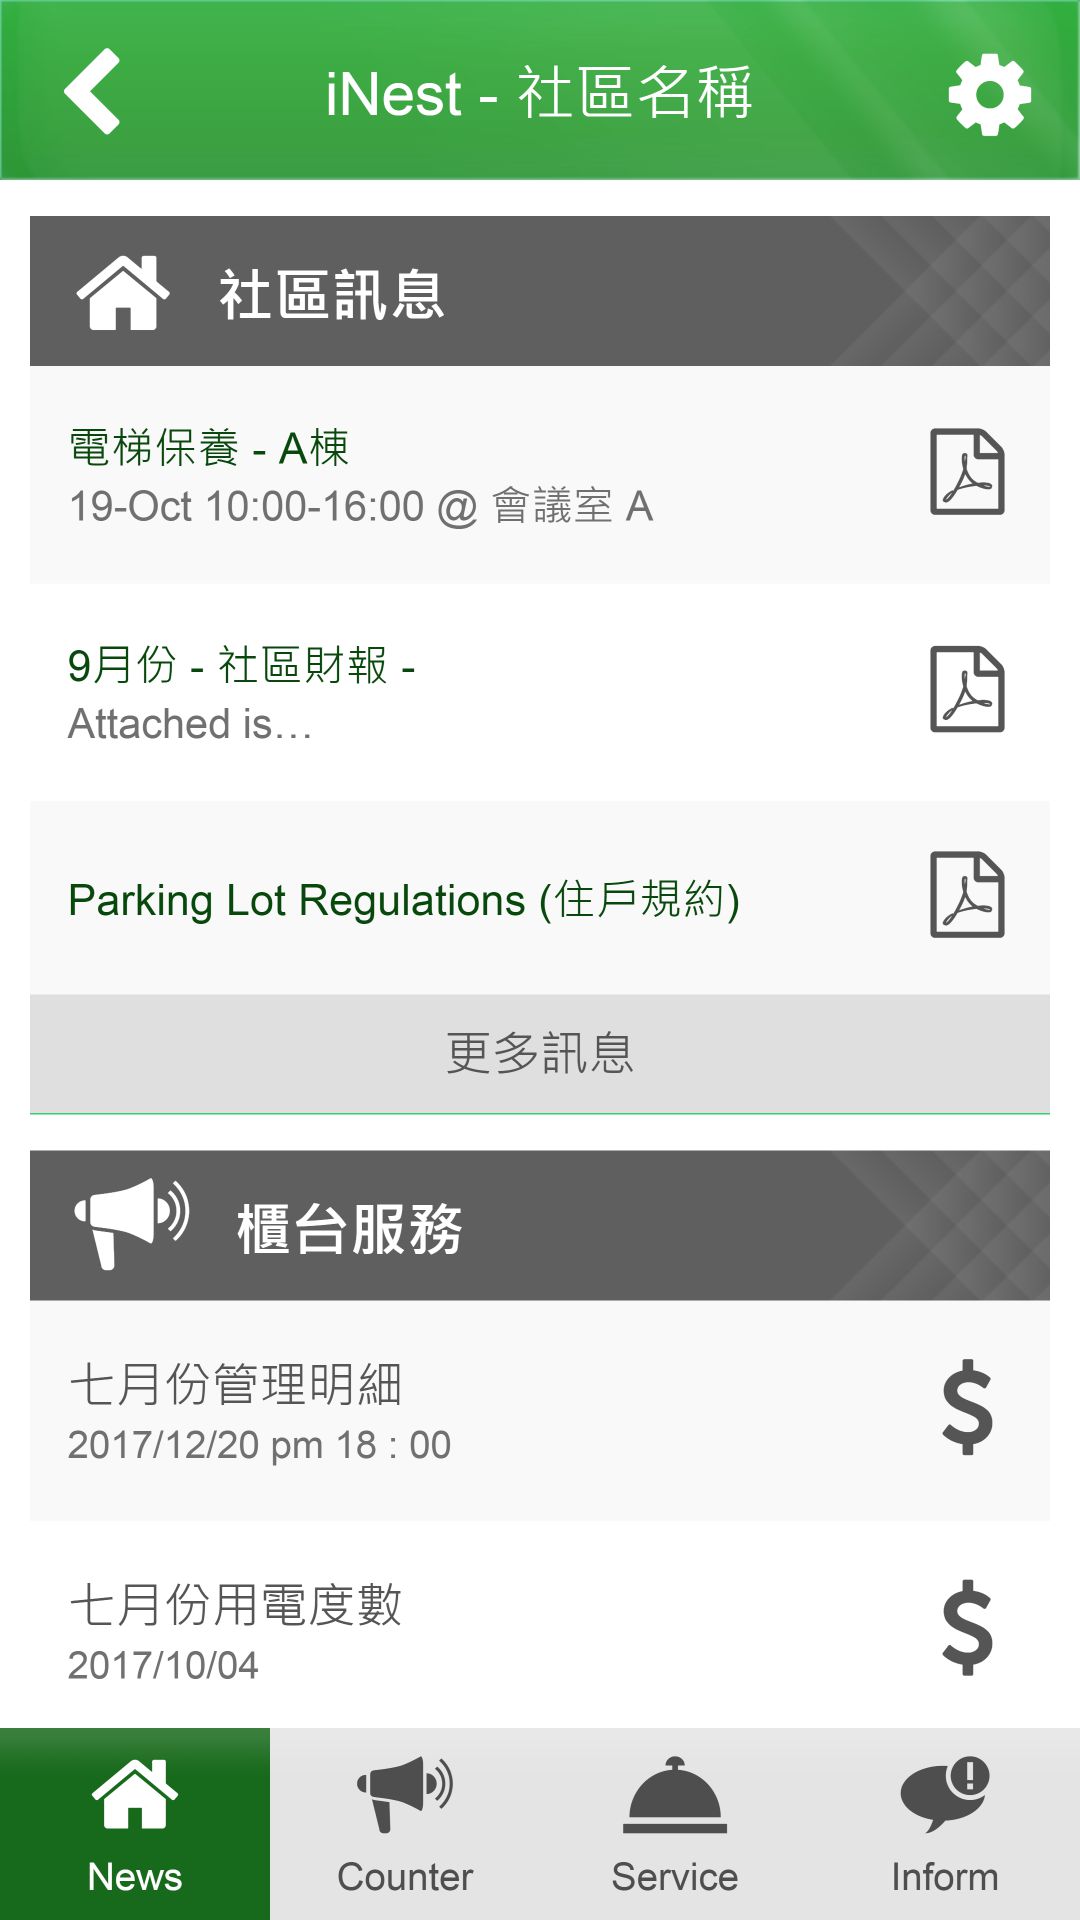 iNest - 社區名稱
社區訊息
電梯保養 - A棟
19-Oct 10:00-16:00 @ 會議室 A
9月份 - 社區財報 -
Attached is…
Parking Lot Regulations (住戶規約)
更多訊息
櫃台服務
七月份管理明細
2017/12/20 pm 18 : 00
七月份用電度數
2017/10/04
News
Counter
Service
Inform